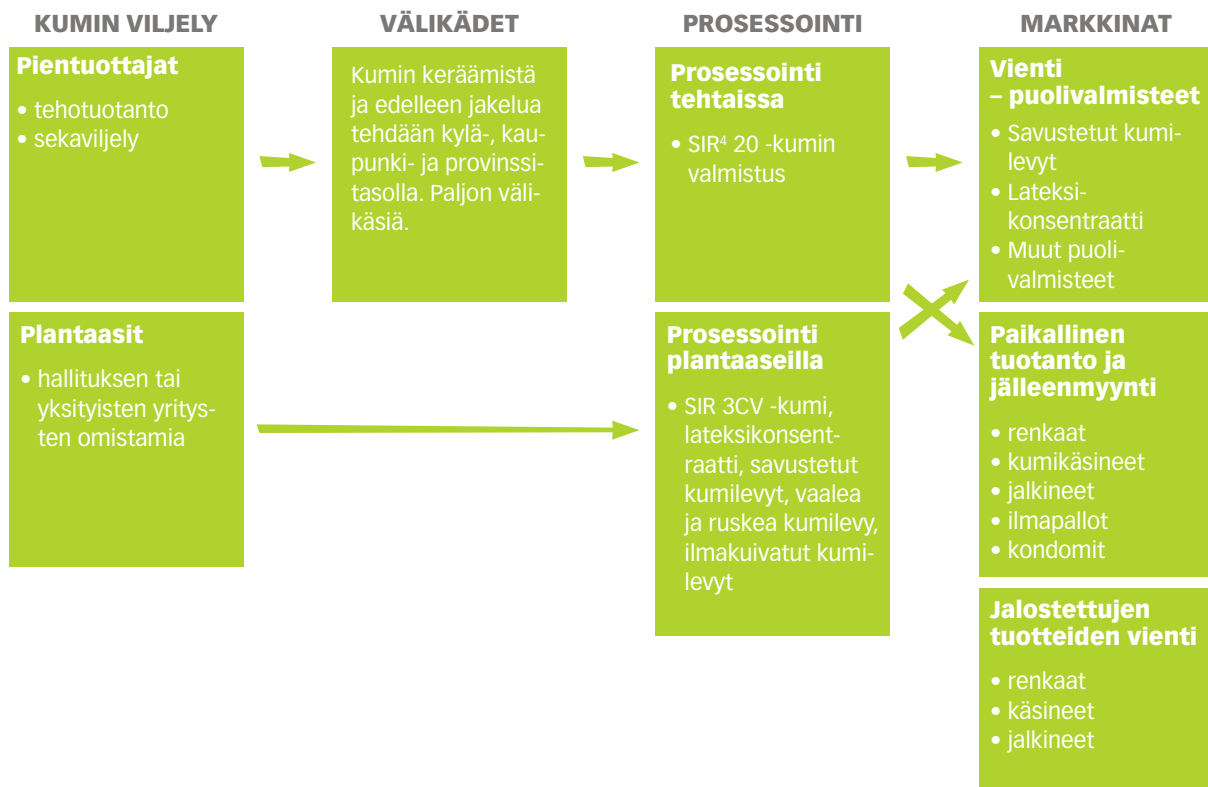 KUMIN VILJELY
VÄLIKÄDET
PROSESSOINTI
MARKKINAT
Pientuottajat
• tehotuotanto
• sekaviljely
Kumin keräämistä
ja edelleen jakelua
tehdään kylä-, kau-
punki- ja provinssi-
tasolla. Paljon väli-
käsiä.
Prosessointi
tehtaissa
• SIR⁴ 20 -kumin
valmistus
Vienti
– puolivalmisteet
• Savustetut kumi-
levyt
• Lateksi-
konsentraatti
• Muut puoli-
valmisteet
Plantaasit
• hallituksen tai
yksityisten yritys-
ten omistamia
Prosessointi
plantaaseilla
• SIR 3CV -kumi,
lateksikonsent-
raatti, savustetut
kumilevyt, vaalea
ja ruskea kumilevy,
ilmakuivatut kumi-
levyt
Paikallinen
tuotanto ja
jälleenmyynti
• renkaat
• kumikäsineet
• jalkineet
• ilmapallot
• kondomit
Jalostettujen
tuotteiden vienti
• renkaat
• käsineet
• jalkineet